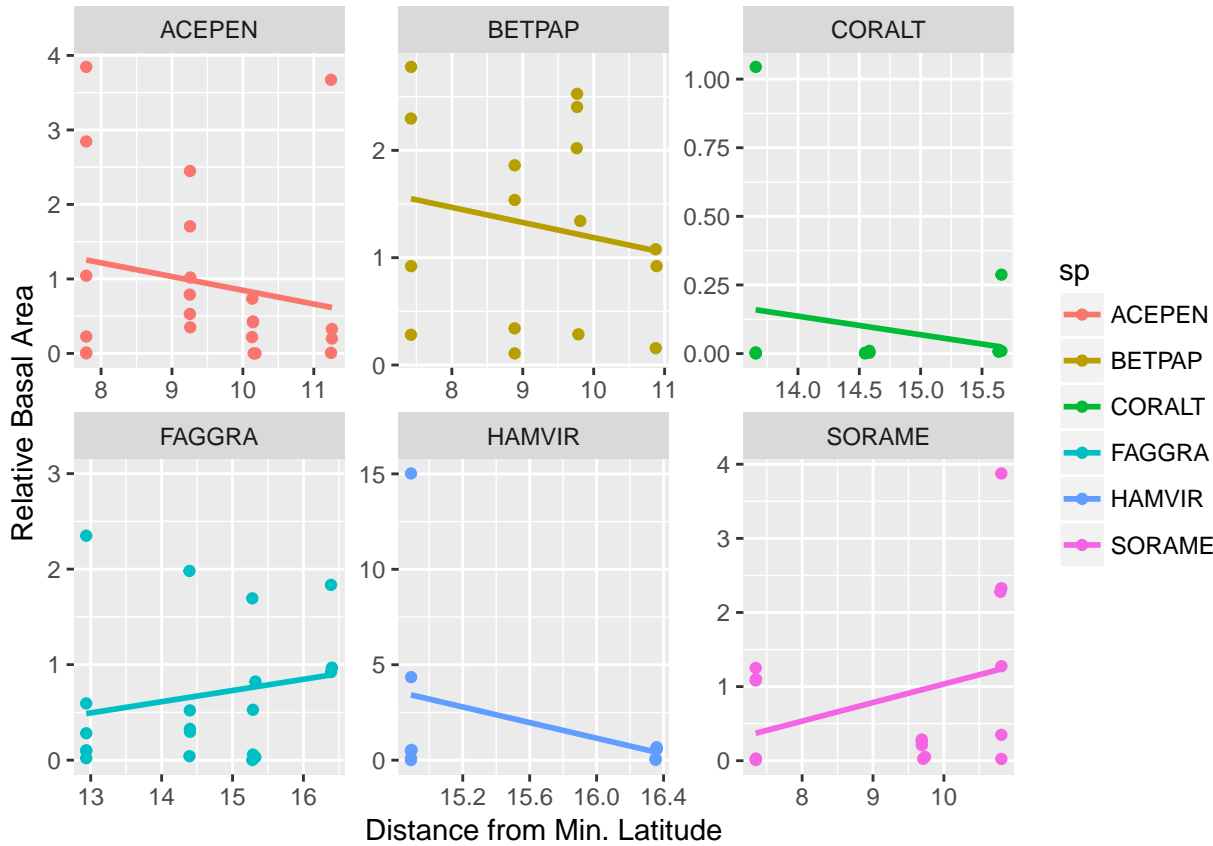 ACEPEN BETPAP CORALT
4
3
2
1
0
8 9 10 11
2
1
0
8 9 10 11
1.00
0.75
0.50
0.25
0.00
14.0 14.5 15.0 15.5
FAGGRA HAMVIR SORAME
3
2
1
0
13 14 15 16
15
10
5
0
15.2 15.6 16.0 16.4
4
3
2
1
0
8 9 10
Relative Basal Area
Distance from Min. Latitude
sp
ACEPEN
BETPAP
CORALT
FAGGRA
HAMVIR
SORAME